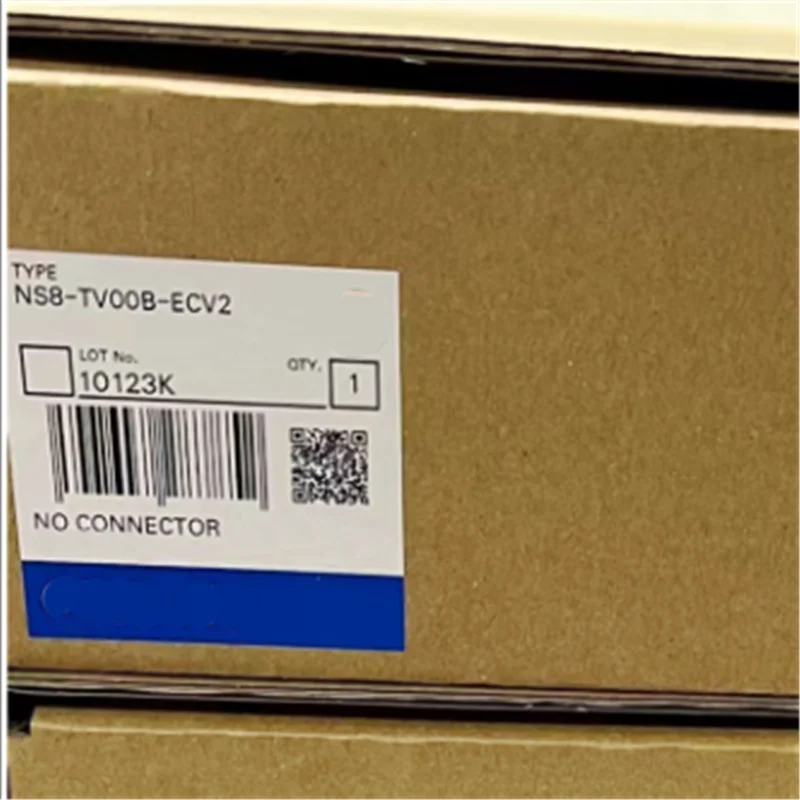 TYPE
NS8-TV00B-ECV2
LOT No.
10123K
QTY.
1
NO CONNECTOR